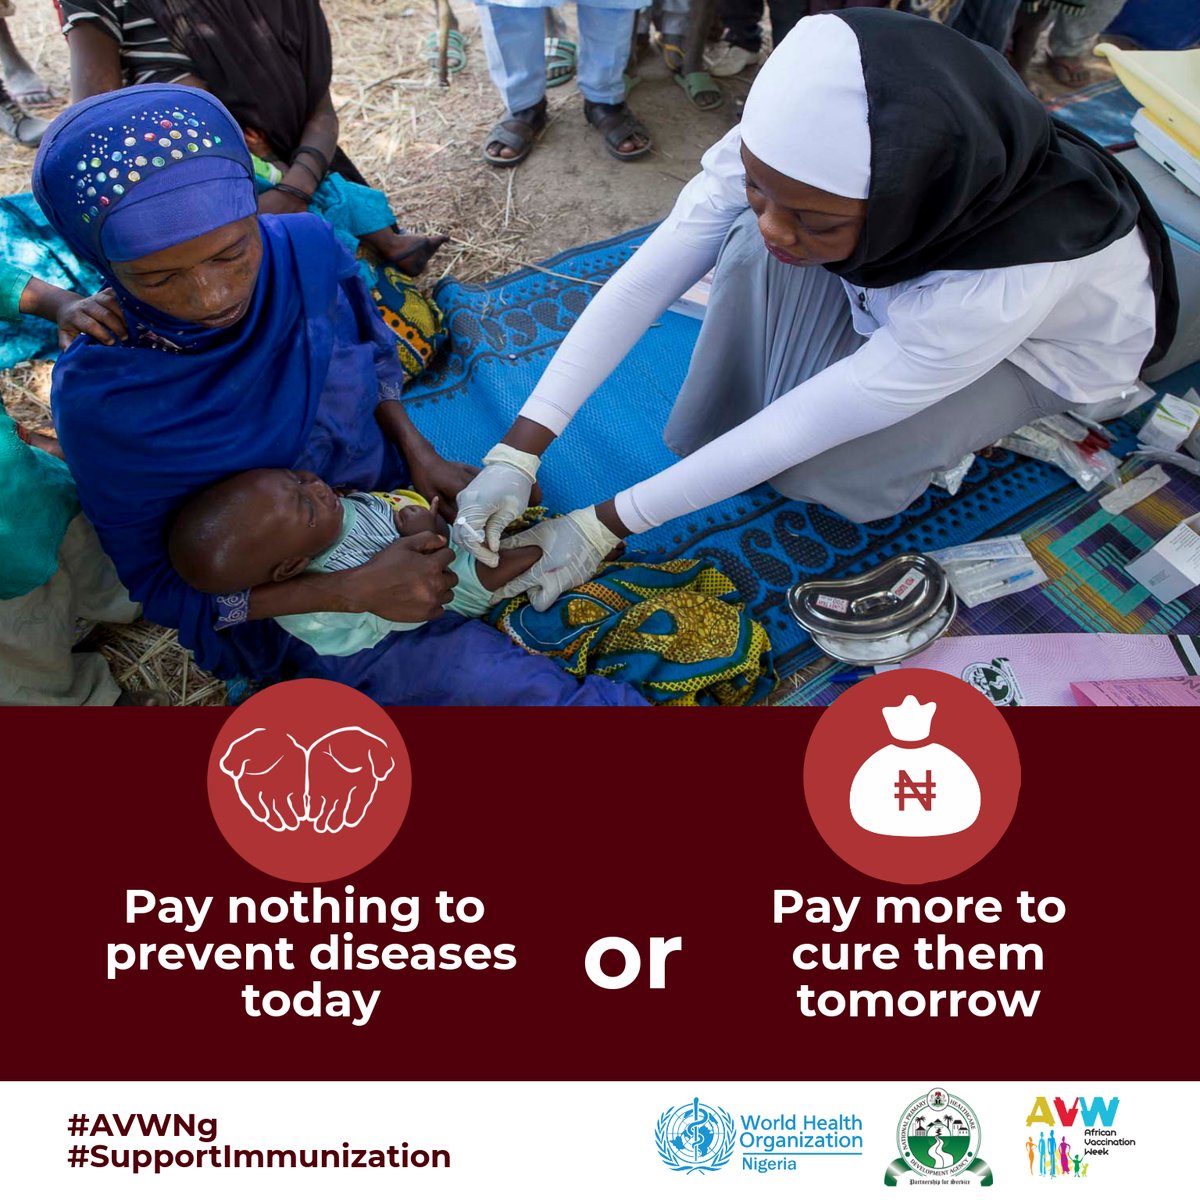 ₦
Pay nothing to
prevent diseases
today
or
Pay more to
cure them
tomorrow
#AVWNg
#SupportImmunization
World Health
Organization
Nigeria
NATIONAL PRIMARY HEALTHCARE
DEVELOPMENT AGENCY
Partnership for Service
AVW
African
Vaccination
Week